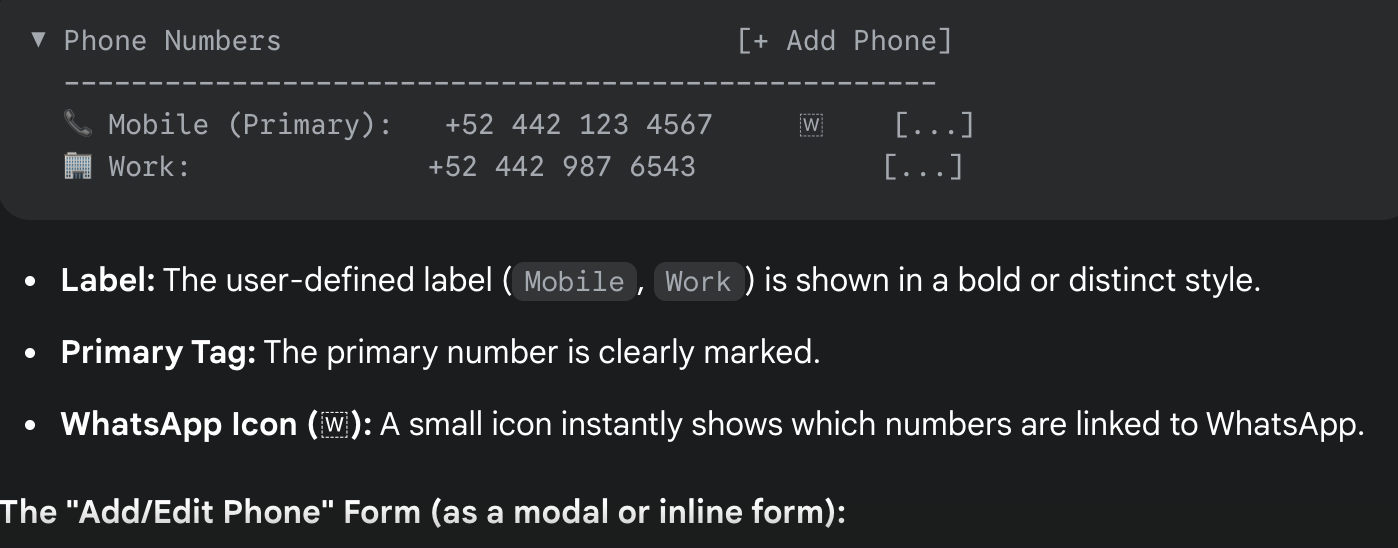 ▼ Phone Numbers [+ Add Phone]
----------------------------------------------------
📞 Mobile (Primary): +52 442 123 4567 🅆 [...]
🏢 Work: +52 442 987 6543 [...]
• Label: The user-defined label (Mobile, Work) is shown in a bold or distinct style.
• Primary Tag: The primary number is clearly marked.
• WhatsApp Icon (🅆): A small icon instantly shows which numbers are linked to WhatsApp.
The "Add/Edit Phone" Form (as a modal or inline form):